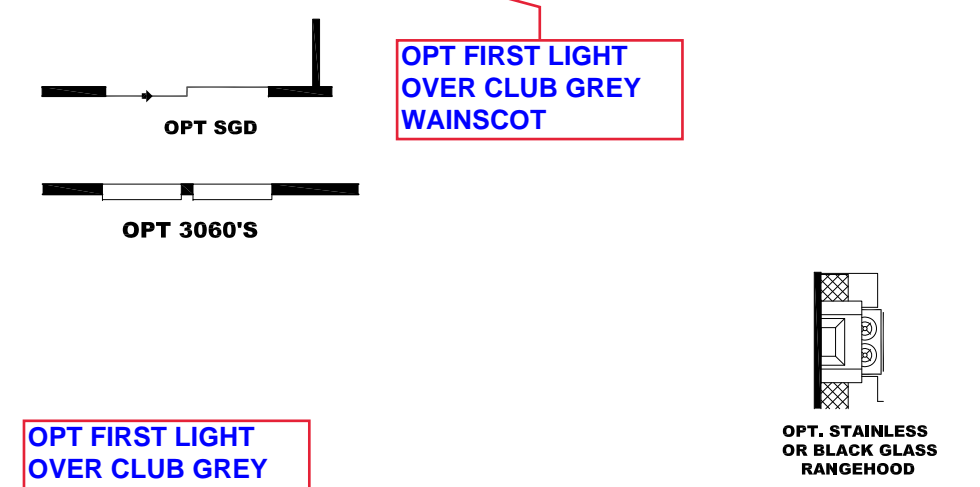 OPT FIRST LIGHT
OVER CLUB GREY
WAINSCOT
OPT SGD
OPT 3060'S
OPT. STAINLESS
OR BLACK GLASS
RANGEHOOD
OPT FIRST LIGHT
OVER CLUB GREY